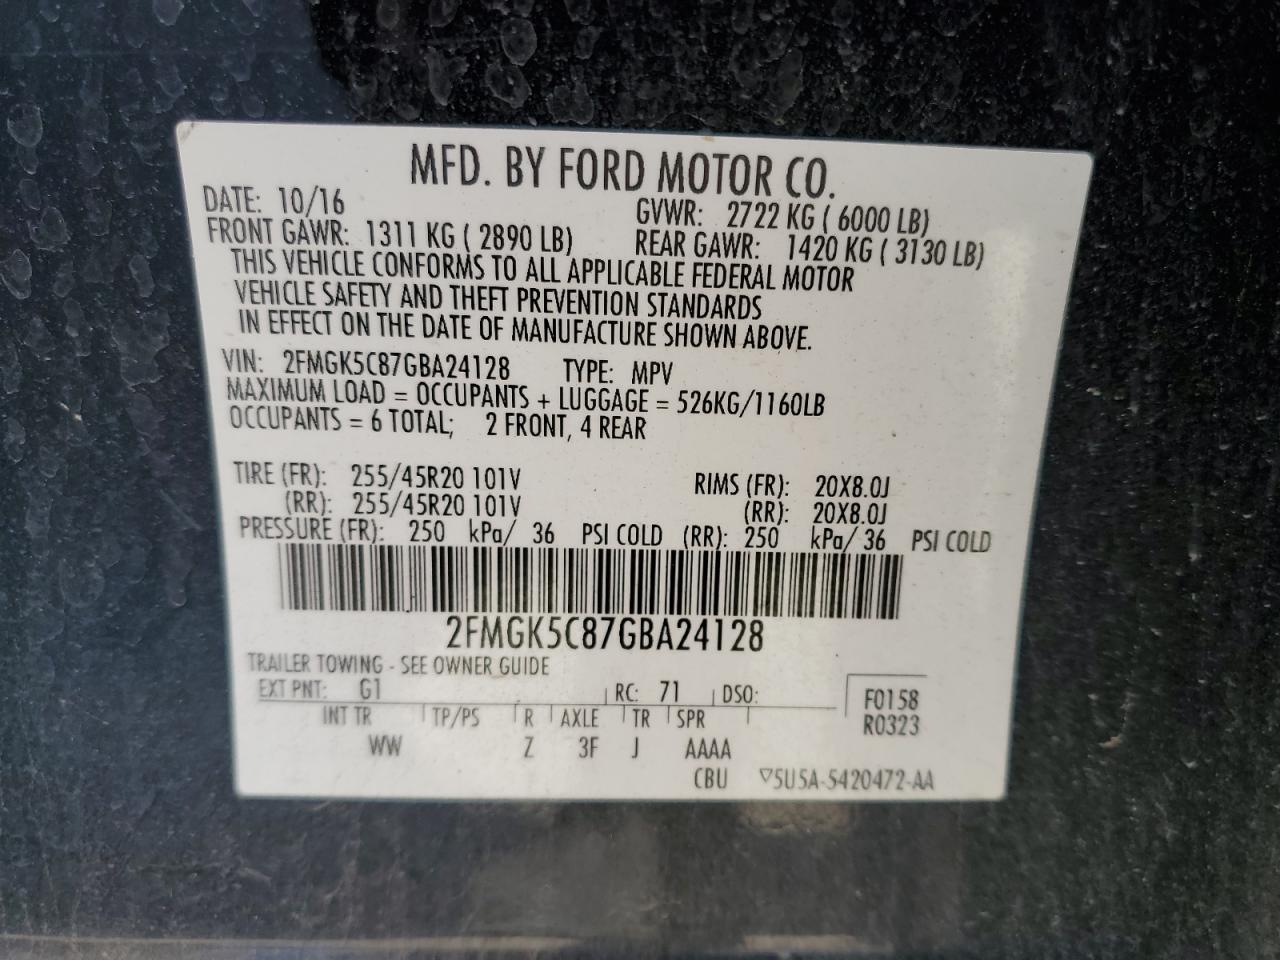 MFD. BY FORD MOTOR CO.
DATE: 10/16 GVWR: 2722 KG ( 6000 LB)
FRONT GAWR: 1311 KG ( 2890 LB) REAR GAWR: 1420 KG ( 3130 LB)
THIS VEHICLE CONFORMS TO ALL APPLICABLE FEDERAL MOTOR
VEHICLE SAFETY AND THEFT PREVENTION STANDARDS
IN EFFECT ON THE DATE OF MANUFACTURE SHOWN ABOVE.
VIN: 2FMGK5C87GBA24128 TYPE: MPV
MAXIMUM LOAD = OCCUPANTS + LUGGAGE = 526KG/1160LB
OCCUPANTS = 6 TOTAL; 2 FRONT, 4 REAR
TIRE (FR): 255/45R20 101V RIMS (FR): 20X8.0J
(RR): 255/45R20 101V (RR): 20X8.0J
PRESSURE (FR): 250 kPa/ 36 PSI COLD (RR): 250 kPa/ 36 PSI COLD
2FMGK5C87GBA24128
TRAILER TOWING - SEE OWNER GUIDE
EXT PNT: G1 RC: 71 DSO: F0158
INT TR TP/PS R AXLE TR SPR R0323
WW Z 3F J AAAA
CBU ▽5U5A-5420472-AA